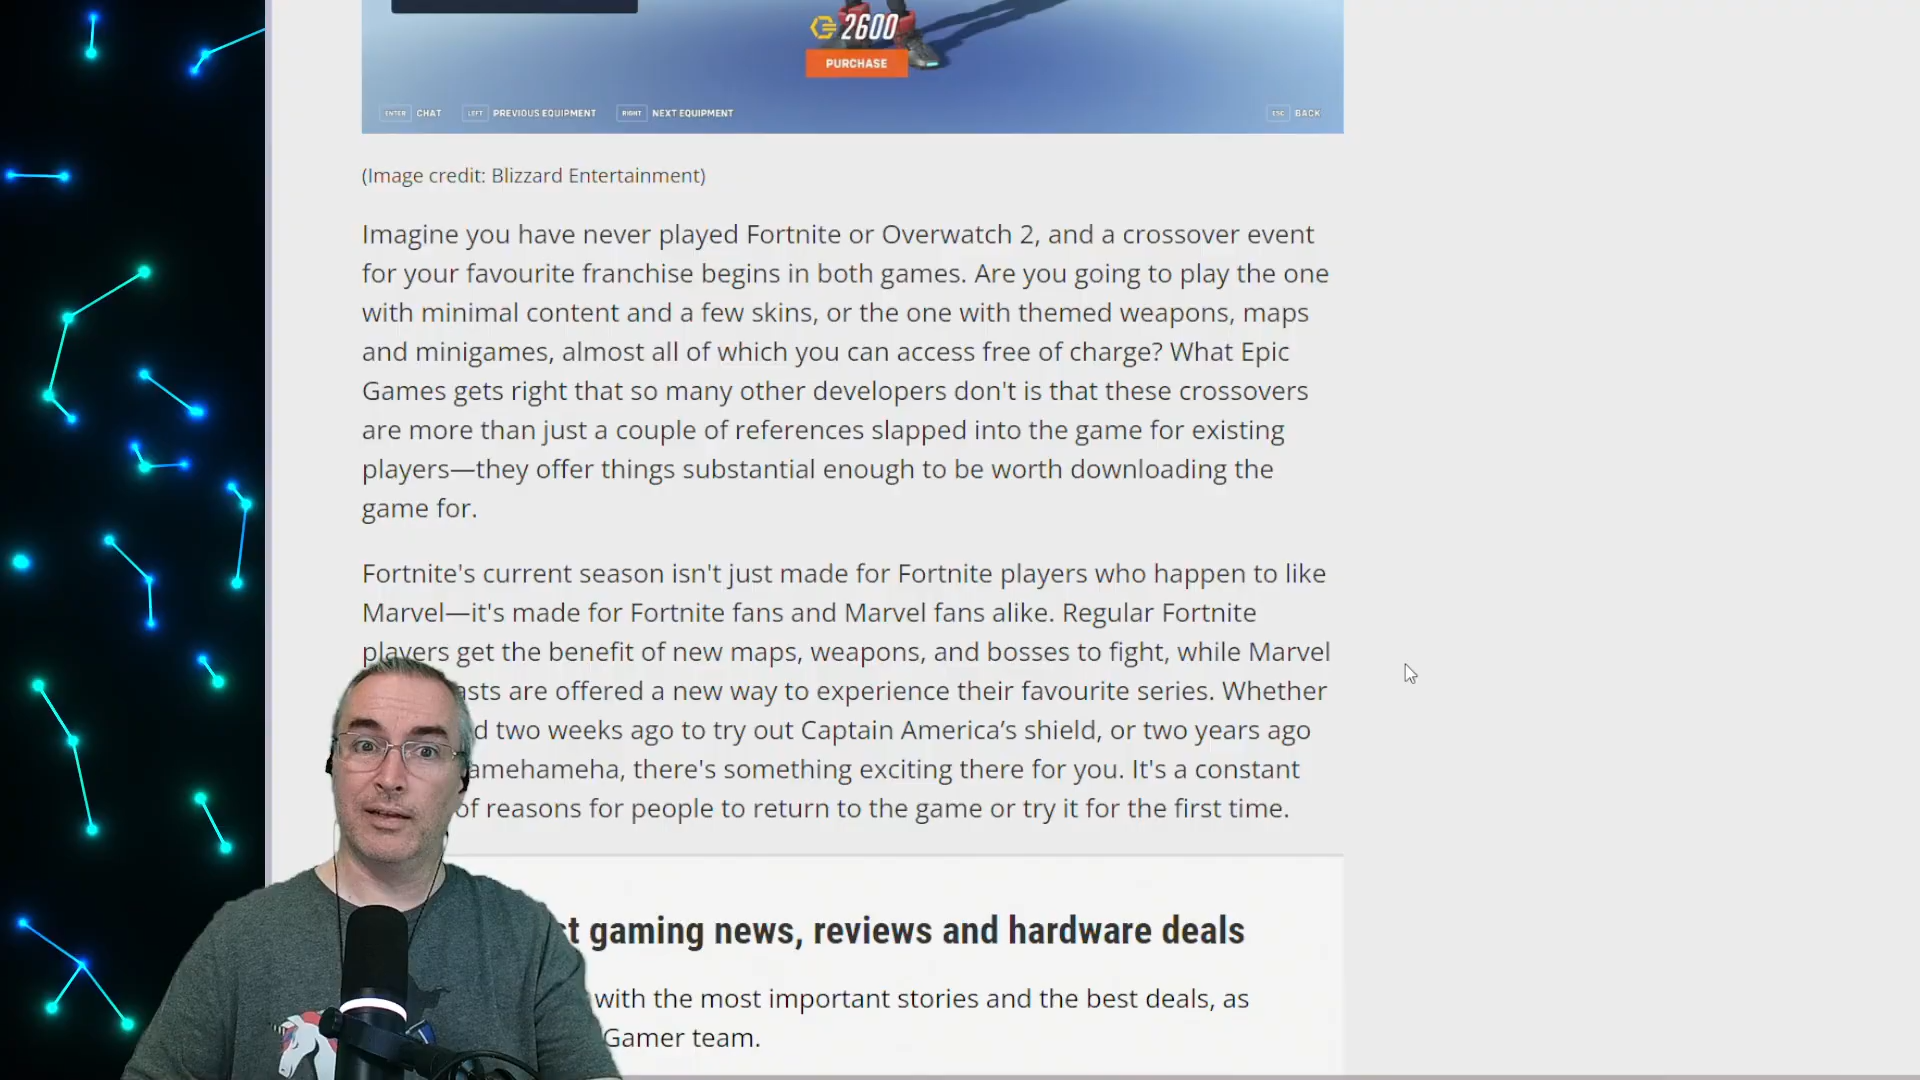 2600
PURCHASE
ENTER CHAT LEFT PREVIOUS EQUIPMENT RIGHT NEXT EQUIPMENT ESC BACK
(Image credit: Blizzard Entertainment)
Imagine you have never played Fortnite or Overwatch 2, and a crossover event
for your favourite franchise begins in both games. Are you going to play the one
with minimal content and a few skins, or the one with themed weapons, maps
and minigames, almost all of which you can access free of charge? What Epic
Games gets right that so many other developers don't is that these crossovers
are more than just a couple of references slapped into the game for existing
players—they offer things substantial enough to be worth downloading the
game for.
Fortnite's current season isn't just made for Fortnite players who happen to like
Marvel—it's made for Fortnite fans and Marvel fans alike. Regular Fortnite
players get the benefit of new maps, weapons, and bosses to fight, while Marvel
asts are offered a new way to experience their favourite series. Whether
d two weeks ago to try out Captain America’s shield, or two years ago
amehameha, there's something exciting there for you. It's a constant
of reasons for people to return to the game or try it for the first time.
t gaming news, reviews and hardware deals
with the most important stories and the best deals, as
Gamer team.